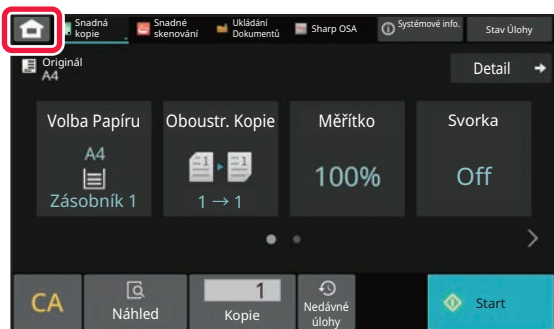 Snadná kopie
Snadné skenování
Ukládání Dokumentů
Sharp OSA
Systémové info.
Stav Úlohy
Originál
A4
Detail
Volba Papíru
Oboustr. Kopie
Měřítko
Svorka
A4
Zásobník 1
1 → 1
100%
Off
CA
Náhled
1
Kopie
Nedávné
úlohy
Start